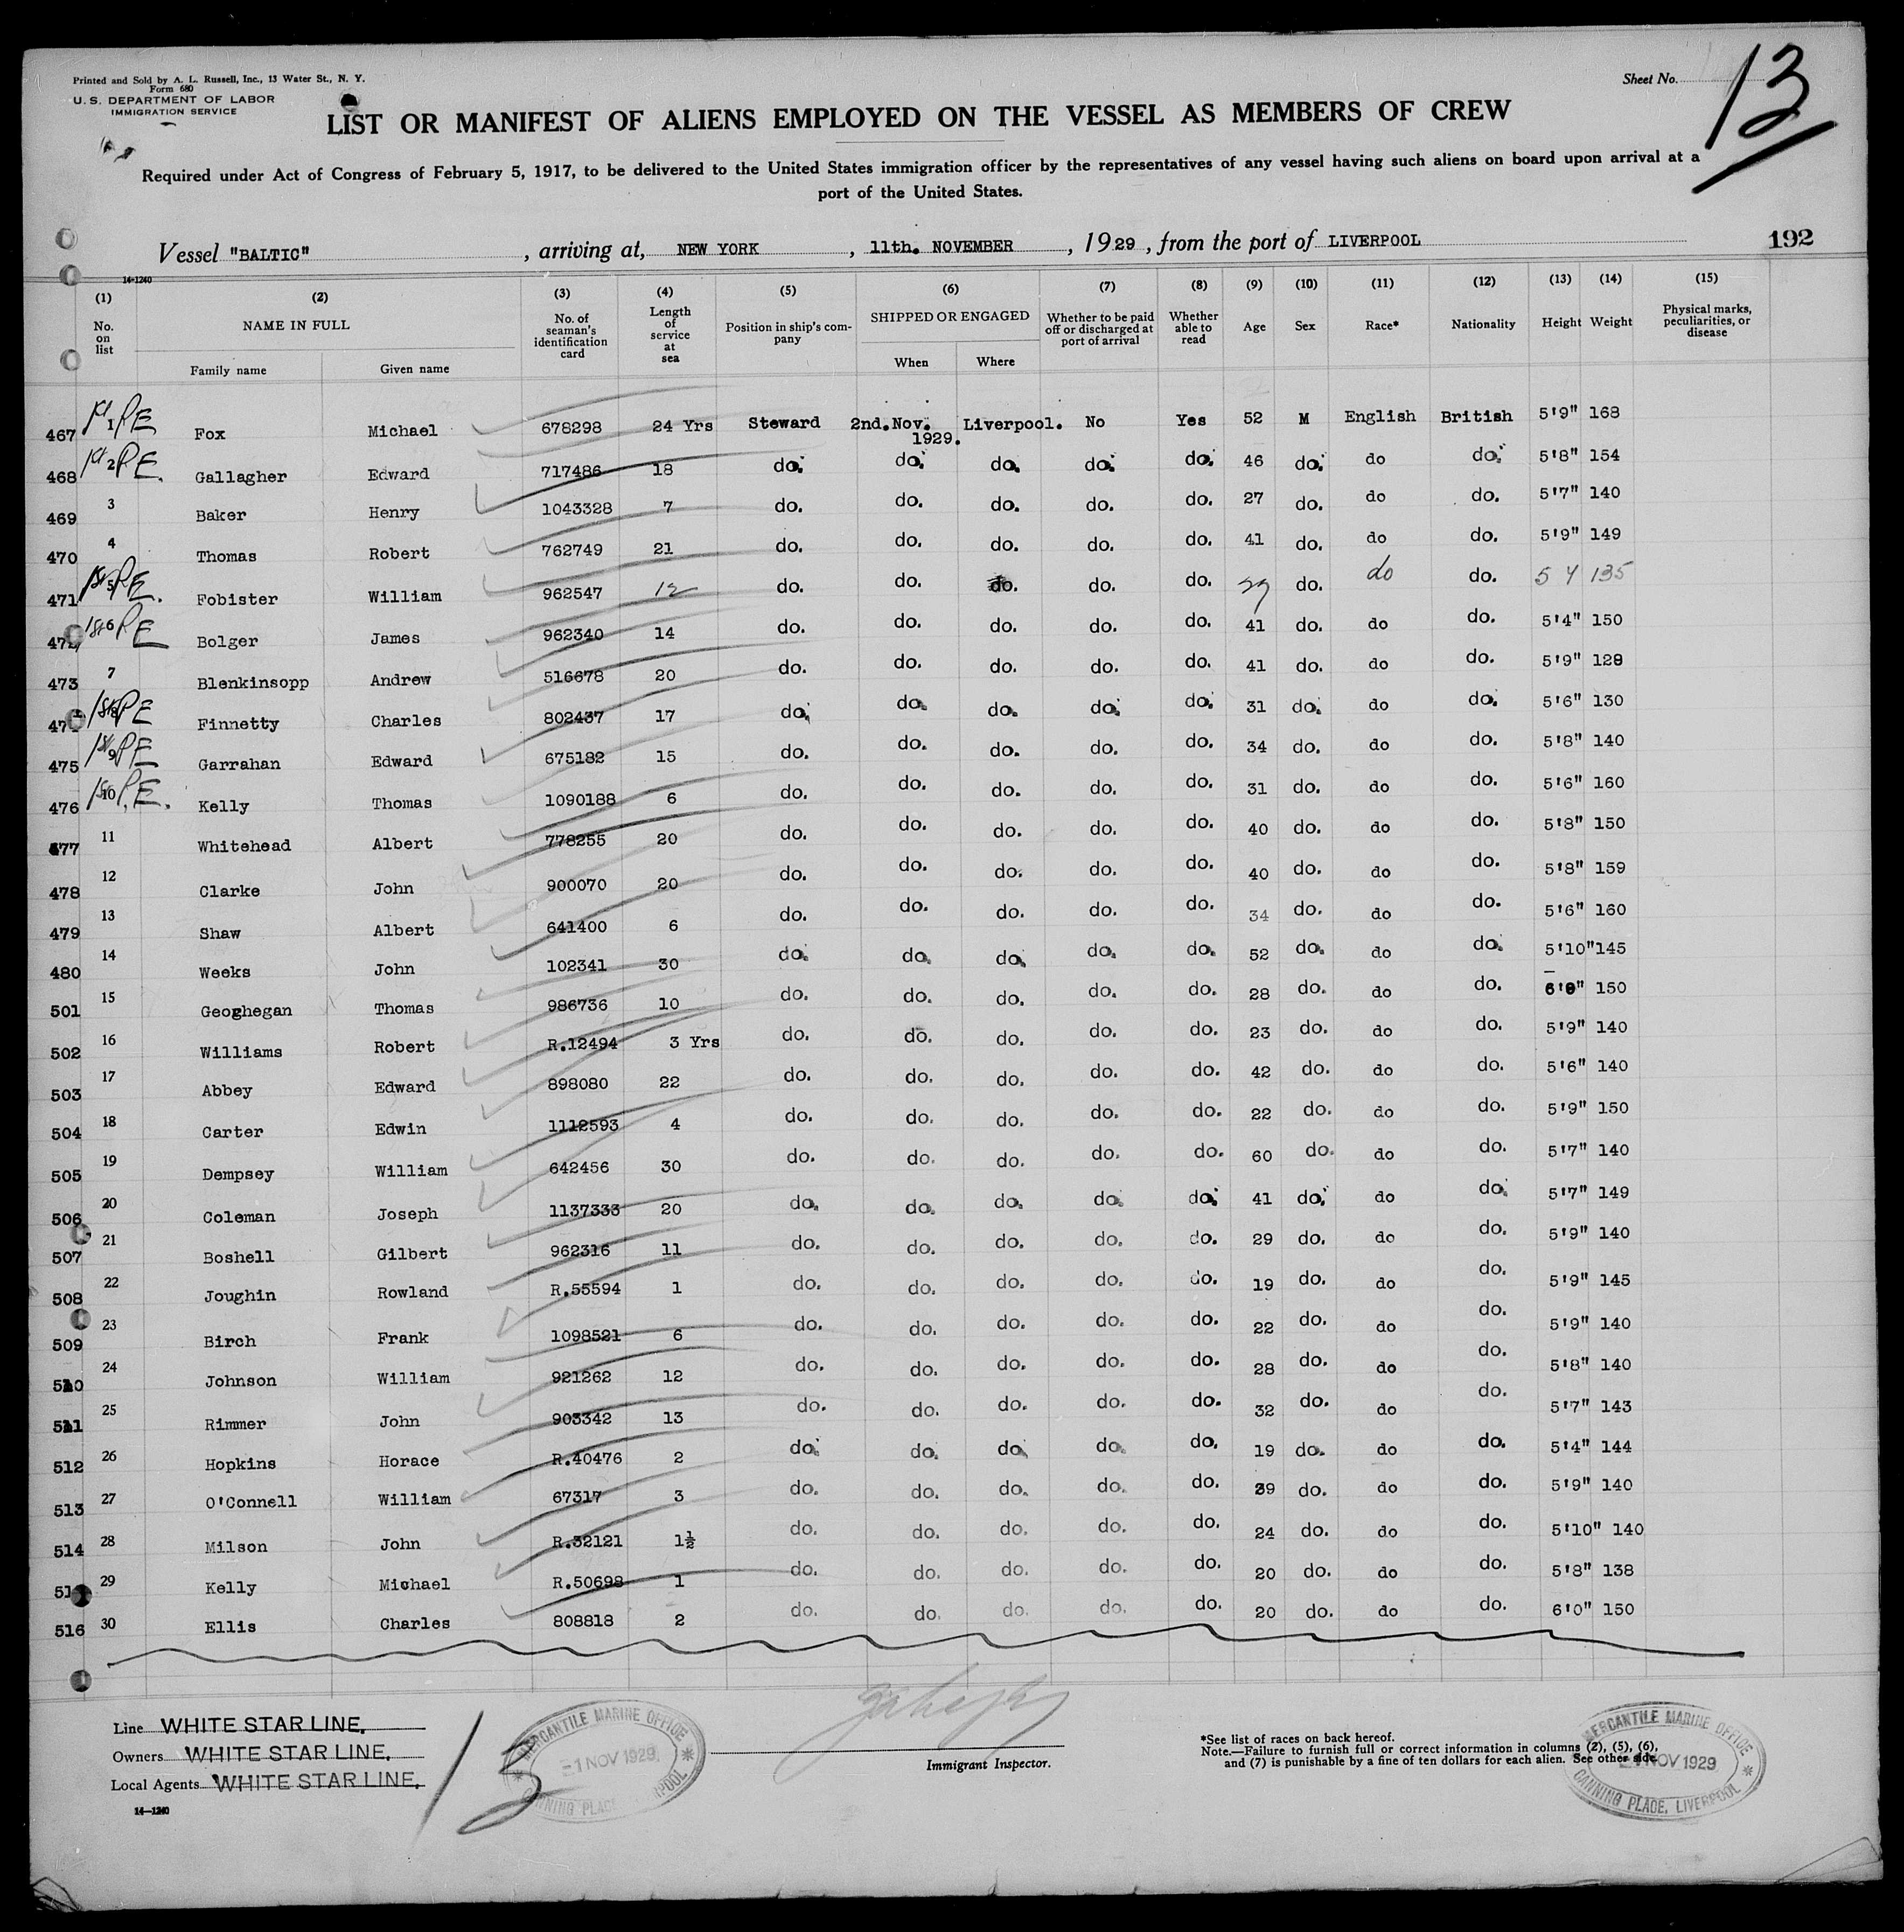 Printed and Sold by A. L. Russell, Inc., 13 Water St., N. Y.
Form 680
U. S. DEPARTMENT OF LABOR
IMMIGRATION SERVICE
Sheet No. 13
LIST OR MANIFEST OF ALIENS EMPLOYED ON THE VESSEL AS MEMBERS OF CREW
Required under Act of Congress of February 5, 1917, to be delivered to the United States immigration officer by the representatives of any vessel having such aliens on board upon arrival at a
port of the United States.
Vessel "BALTIC", arriving at, NEW YORK, 11th. NOVEMBER, 1929, from the port of LIVERPOOL
192
14-1240
(1) (2) (3) (4) (5) (6) (7) (8) (9) (10) (11) (12) (13) (14) (15)
No. on list
NAME IN FULL
Family name Given name
No. of seaman's identification card
Length of service at sea
Position in ship's company
SHIPPED OR ENGAGED
When Where
Whether to be paid off or discharged at port of arrival
Whether able to read
Age Sex Race* Nationality Height Weight
Physical marks, peculiarities, or disease
467 1 PE Fox Michael 678298 24 Yrs Steward 2nd.Nov. 1929. Liverpool. No Yes 52 M English British 5'9" 168
468 2 PE. Gallagher Edward 717486 18 do. do. do. do. do. 46 do. do do. 5'8" 154
469 3 Baker Henry 1043328 7 do. do. do. do. do. 27 do. do do. 5'7" 140
470 4 Thomas Robert 762749 21 do. do. do. do. do. 41 do. do do. 5'9" 149
471 5 PE. Fobister William 962547 12 do. do. do. do. do. 29 do. do do. 5 4 135
472 6 PE Bolger James 962340 14 do. do. do. do. do. 41 do. do do. 5'4" 150
473 7 Blenkinsopp Andrew 516678 20 do. do. do. do. do. 41 do. do do. 5'9" 128
474 8 PE Finnetty Charles 802437 17 do. do. do. do. do. 31 do. do do. 5'6" 130
475 9 PE Garrahan Edward 675182 15 do. do. do. do. do. 34 do. do do. 5'8" 140
476 10 P.E. Kelly Thomas 1090188 6 do. do. do. do. do. 31 do. do do. 5'6" 160
477 11 Whitehead Albert 778255 20 do. do. do. do. do. 40 do. do do. 5'8" 150
478 12 Clarke John 900070 20 do. do. do. do. do. 40 do. do do. 5'8" 159
479 13 Shaw Albert 641400 6 do. do. do. do. do. 34 do. do do. 5'6" 160
480 14 Weeks John 102341 30 do. do. do. do. do. 52 do. do do. 5'10" 145
501 15 Geoghegan Thomas 986736 10 do. do. do. do. do. 28 do. do do. 150
502 16 Williams Robert R.12494 3 Yrs do. do. do. do. do. 23 do. do do. 5'9" 140
503 17 Abbey Edward 898080 22 do. do. do. do. do. 42 do. do do. 5'6" 140
504 18 Carter Edwin 1112593 4 do. do. do. do. do. 22 do. do do. 5'9" 150
505 19 Dempsey William 642456 30 do. do. do. do. do. 60 do. do do. 5'7" 140
506 20 Coleman Joseph 1137333 20 do. do. do. do. do. 41 do. do do. 5'7" 149
507 21 Boshell Gilbert 962316 11 do. do. do. do. do. 29 do. do do. 5'9" 140
508 22 Joughin Rowland R.55594 1 do. do. do. do. do. 19 do. do do. 5'9" 145
509 23 Birch Frank 1098521 6 do. do. do. do. do. 22 do. do do. 5'9" 140
510 24 Johnson William 921262 12 do. do. do. do. do. 28 do. do do. 5'8" 140
511 25 Rimmer John 903342 13 do. do. do. do. do. 32 do. do do. 5'7" 143
512 26 Hopkins Horace R.40476 2 do. do. do. do. do. 19 do. do do. 5'4" 144
513 27 O'Connell William 67317 3 do. do. do. do. do. 39 do. do do. 5'9" 140
514 28 Milson John R.32121 1½ do. do. do. do. do. 24 do. do do. 5'10" 140
515 29 Kelly Michael R.50698 1 do. do. do. do. do. 20 do. do do. 5'8" 138
516 30 Ellis Charles 808818 2 do. do. do. do. do. 20 do. do do. 6'0" 150
Line WHITE STAR LINE.
Owners WHITE STAR LINE.
Local Agents WHITE STAR LINE.
14-1240
15
MERCANTILE MARINE OFFICE
-1 NOV 1929
CANNING PLACE, LIVERPOOL
Immigrant Inspector.
*See list of races on back hereof.
Note.—Failure to furnish full or correct information in columns (2), (5), (6),
and (7) is punishable by a fine of ten dollars for each alien. See other side.
MERCANTILE MARINE OFFICE
-1 NOV 1929
CANNING PLACE, LIVERPOOL